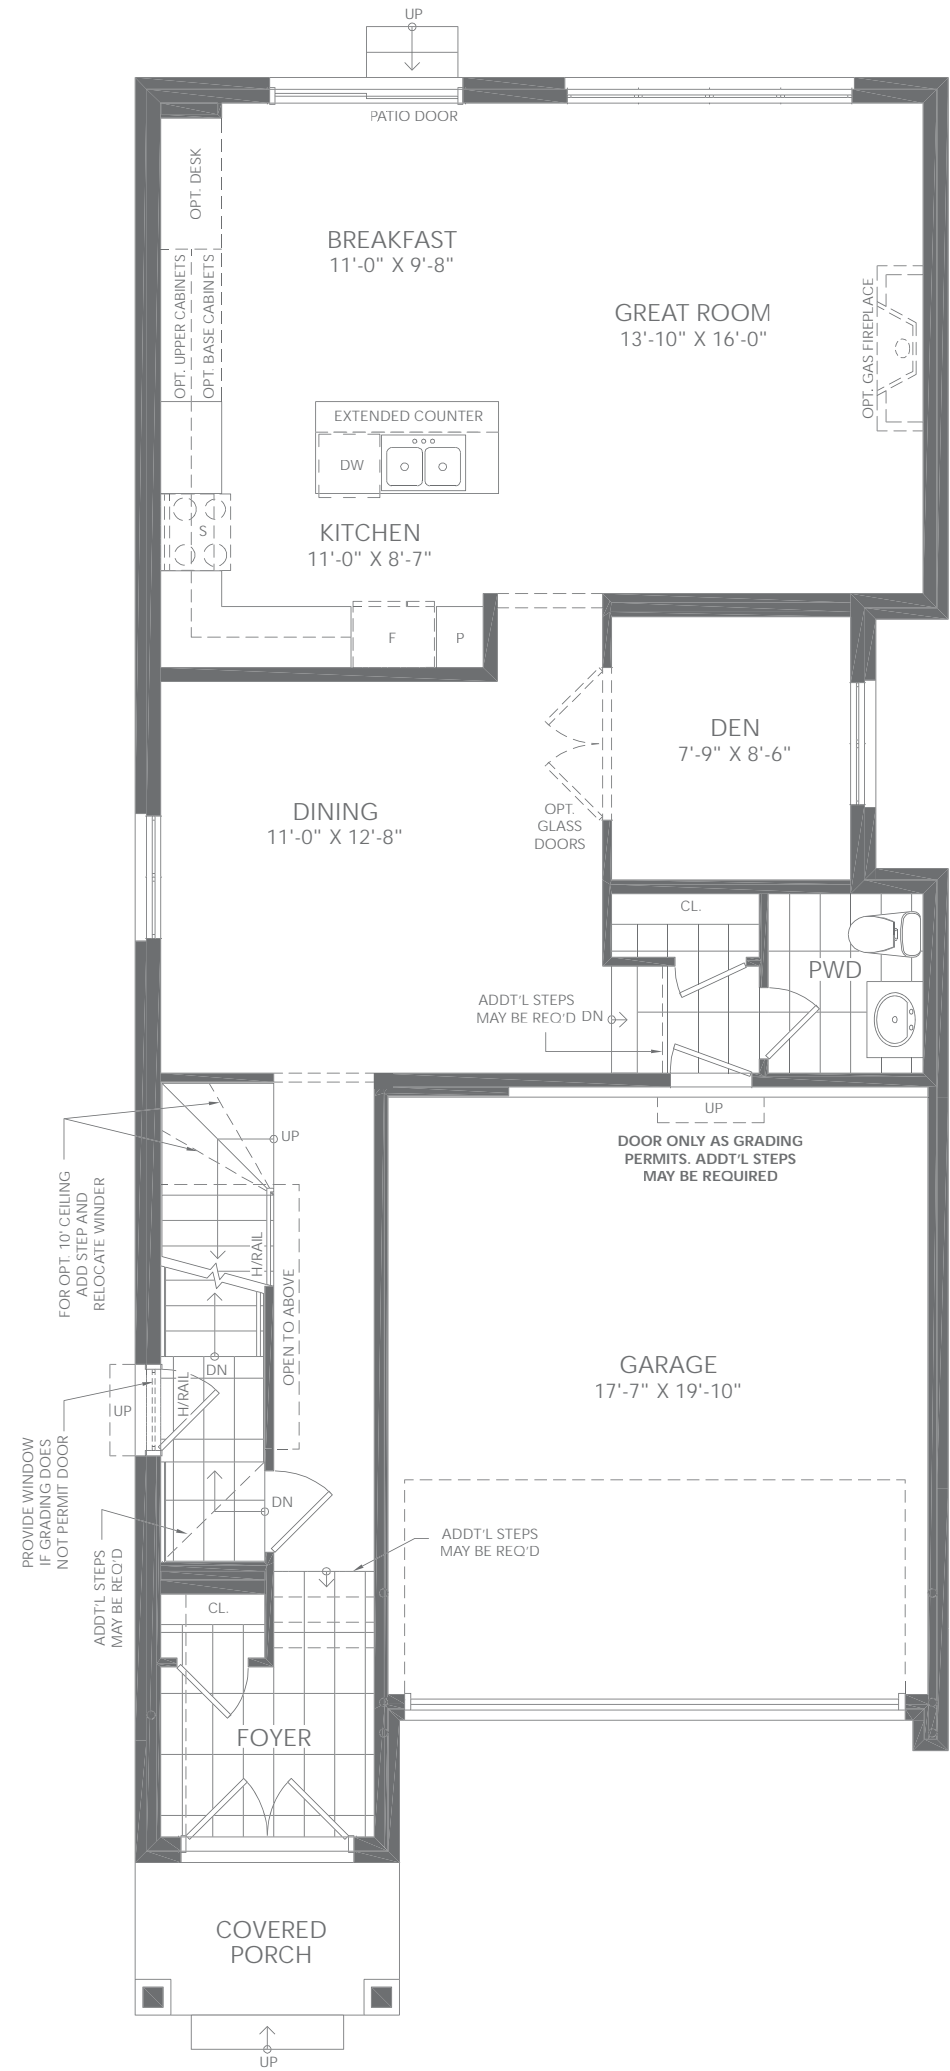 UP
PATIO DOOR
OPT. DESK
BREAKFAST
11'-0" X 9'-8"
OPT. UPPER CABINETS
OPT. BASE CABINETS
GREAT ROOM
13'-10" X 16'-0"
OPT. GAS FIREPLACE
EXTENDED COUNTER
DW
S
KITCHEN
11'-0" X 8'-7"
F
P
DEN
7'-9" X 8'-6"
DINING
11'-0" X 12'-8"
OPT.
GLASS
DOORS
CL.
PWD
ADDT'L STEPS
MAY BE REQ'D
DN
UP
DOOR ONLY AS GRADING
PERMITS. ADDT'L STEPS
MAY BE REQUIRED
UP
FOR OPT. 10' CEILING
ADD STEP AND
RELOCATE WINDER
H/RAIL
OPEN TO ABOVE
GARAGE
17'-7" X 19'-10"
DN
H/RAIL
UP
PROVIDE WINDOW
IF GRADING DOES
NOT PERMIT DOOR
DN
ADDT'L STEPS
MAY BE REQ'D
ADDT'L STEPS
MAY BE REQ'D
CL.
FOYER
COVERED
PORCH
UP